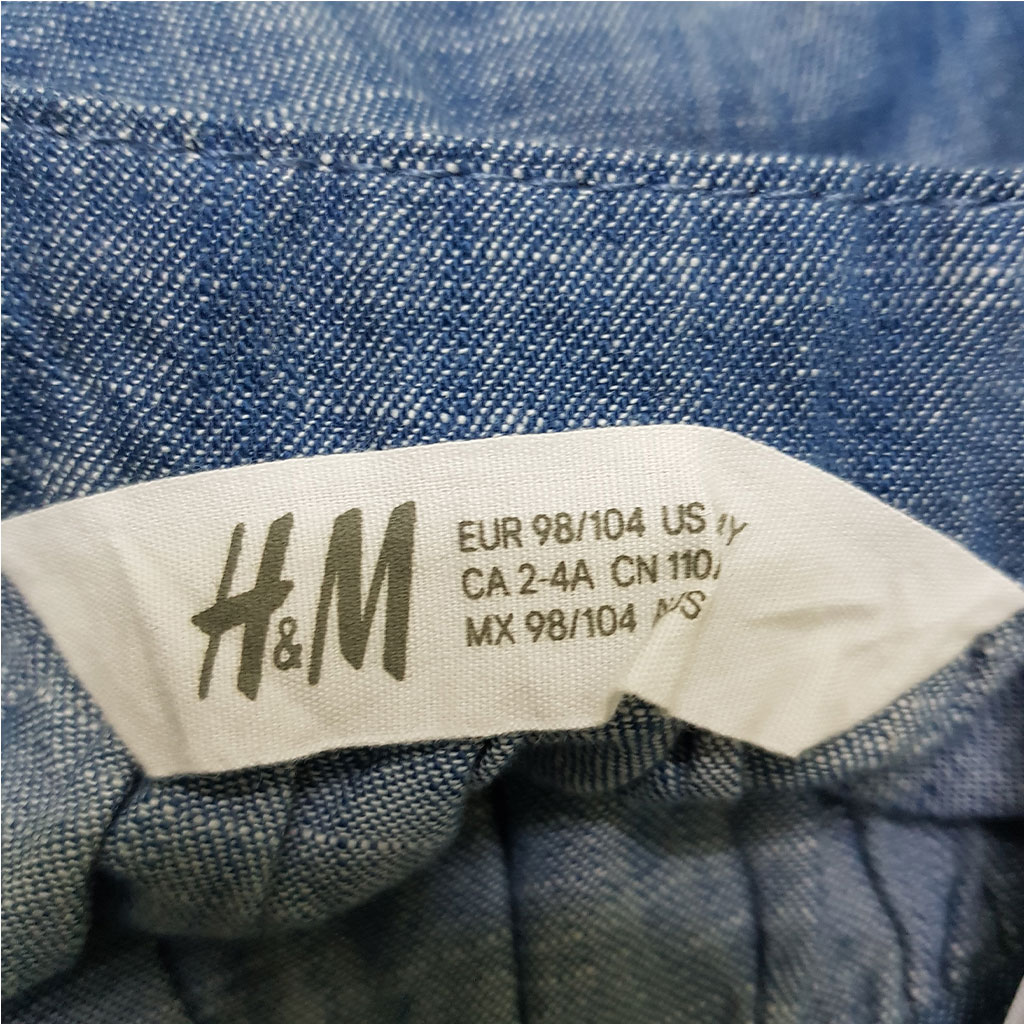 H&M
EUR 98/104 US
CA 2-4A CN 110/
MX 98/104